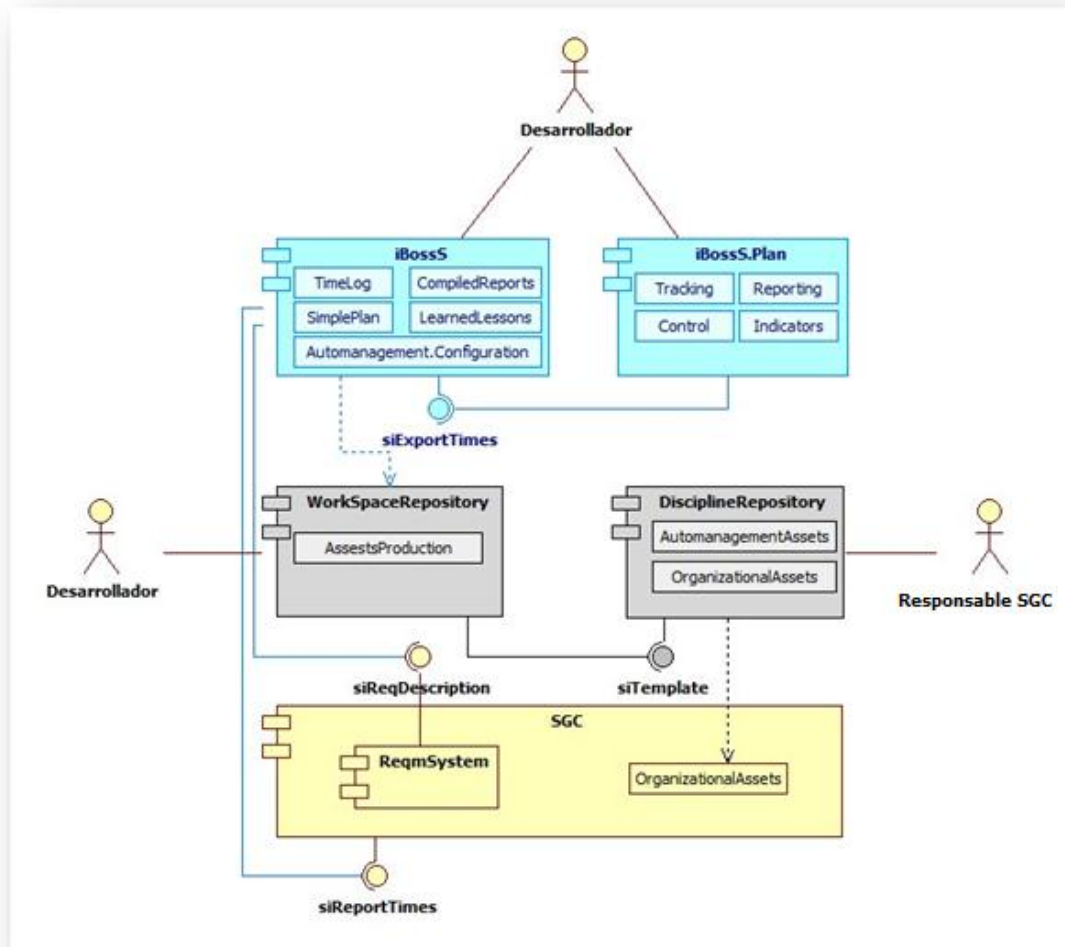 Desarrollador
iBossS
TimeLog
CompiledReports
SimplePlan
LearnedLessons
Automanagement.Configuration
iBossS.Plan
Tracking
Reporting
Control
Indicators
siExportTimes
Desarrollador
WorkSpaceRepository
AssestsProduction
DisciplineRepository
AutomanagementAssets
OrganizationalAssets
Responsable SGC
siReqDescription
siTemplate
SGC
ReqmSystem
OrganizationalAssets
siReportTimes